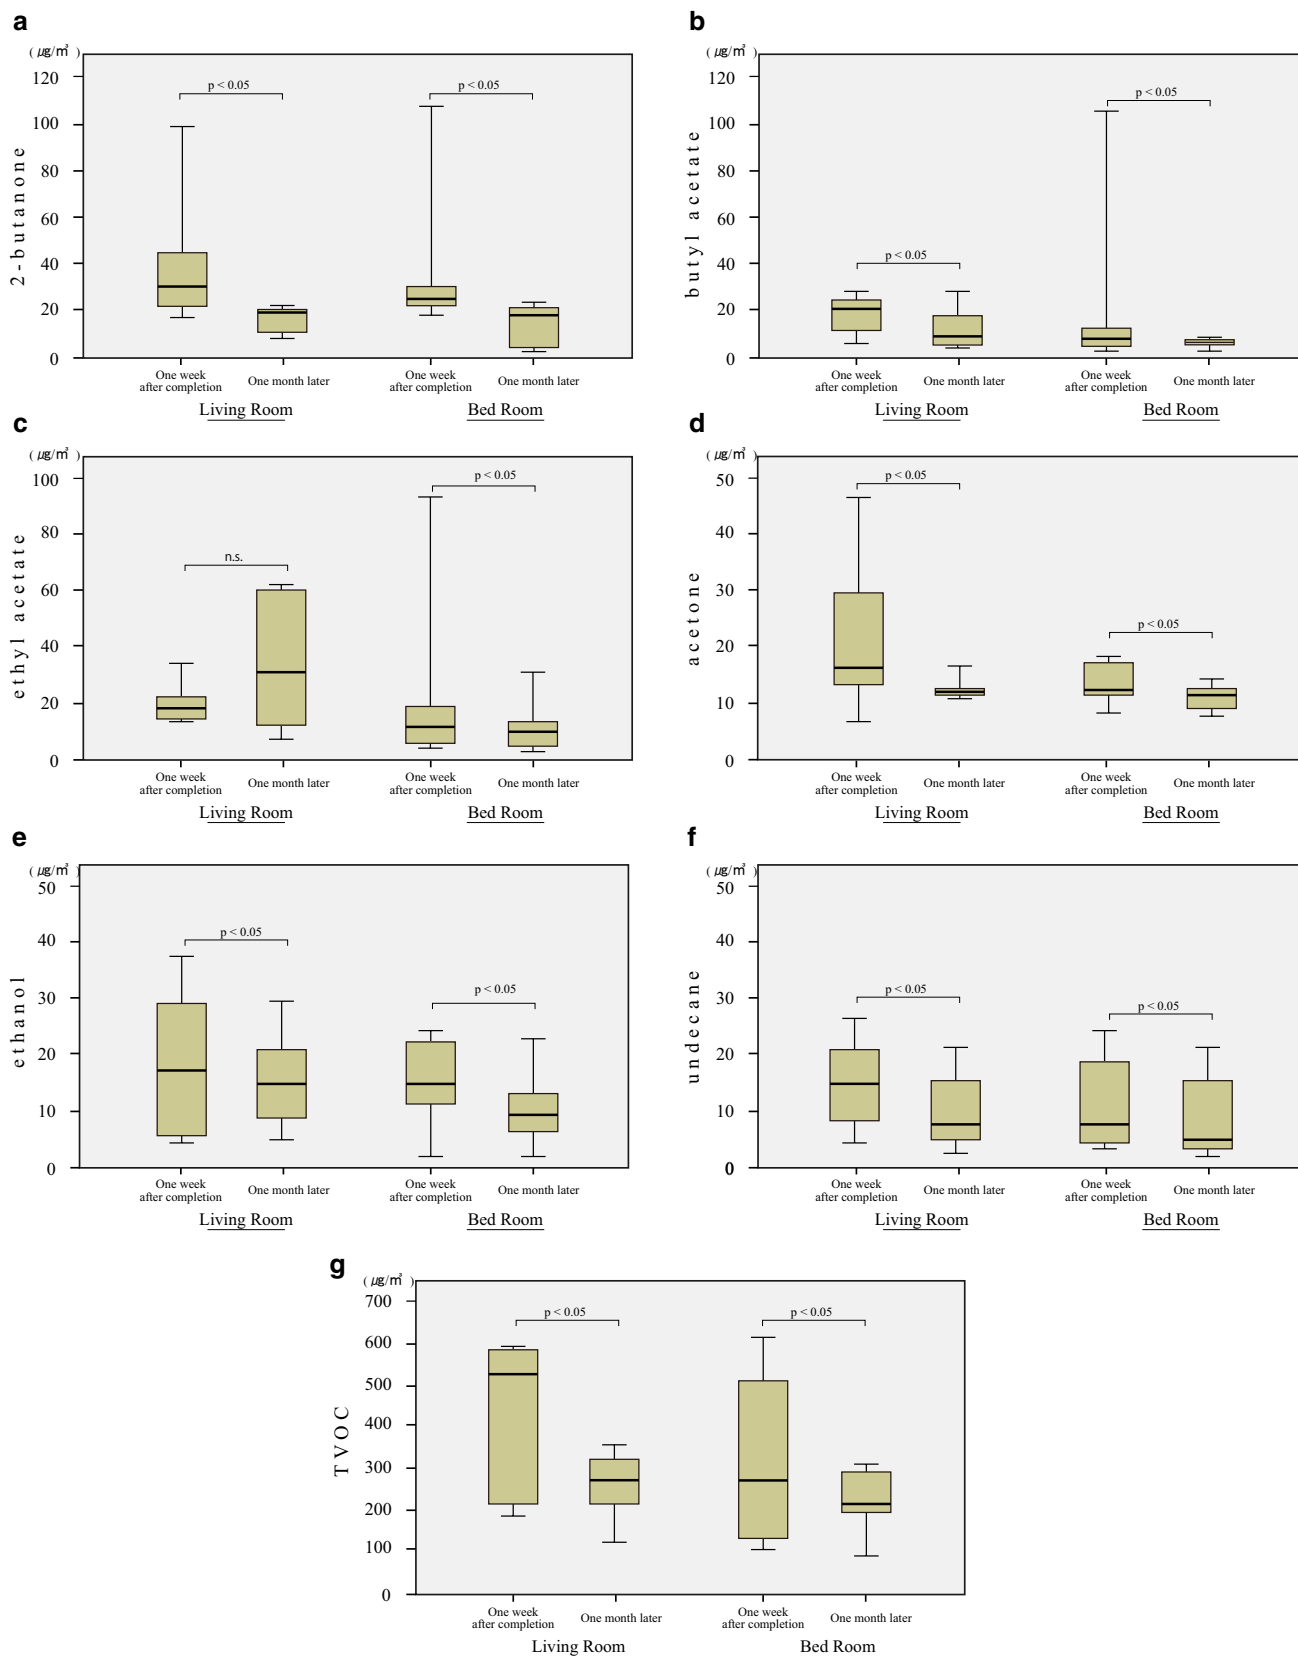 a
(μg/㎥)
2-butanone
120
100
80
60
40
20
0
p < 0.05
p < 0.05
One week
after completion
One month later
One week
after completion
One month later
Living Room
Bed Room
b
(μg/㎥)
butyl acetate
120
100
80
60
40
20
0
p < 0.05
p < 0.05
One week
after completion
One month later
One week
after completion
One month later
Living Room
Bed Room
c
(μg/㎥)
ethyl acetate
100
80
60
40
20
0
n.s.
p < 0.05
One week
after completion
One month later
One week
after completion
One month later
Living Room
Bed Room
d
(μg/㎥)
acetone
50
40
30
20
10
0
p < 0.05
p < 0.05
One week
after completion
One month later
One week
after completion
One month later
Living Room
Bed Room
e
(μg/㎥)
ethanol
50
40
30
20
10
0
p < 0.05
p < 0.05
One week
after completion
One month later
One week
after completion
One month later
Living Room
Bed Room
f
(μg/㎥)
undecane
50
40
30
20
10
0
p < 0.05
p < 0.05
One week
after completion
One month later
One week
after completion
One month later
Living Room
Bed Room
g
(μg/㎥)
TVOC
700
600
500
400
300
200
100
0
p < 0.05
p < 0.05
One week
after completion
One month later
One week
after completion
One month later
Living Room
Bed Room